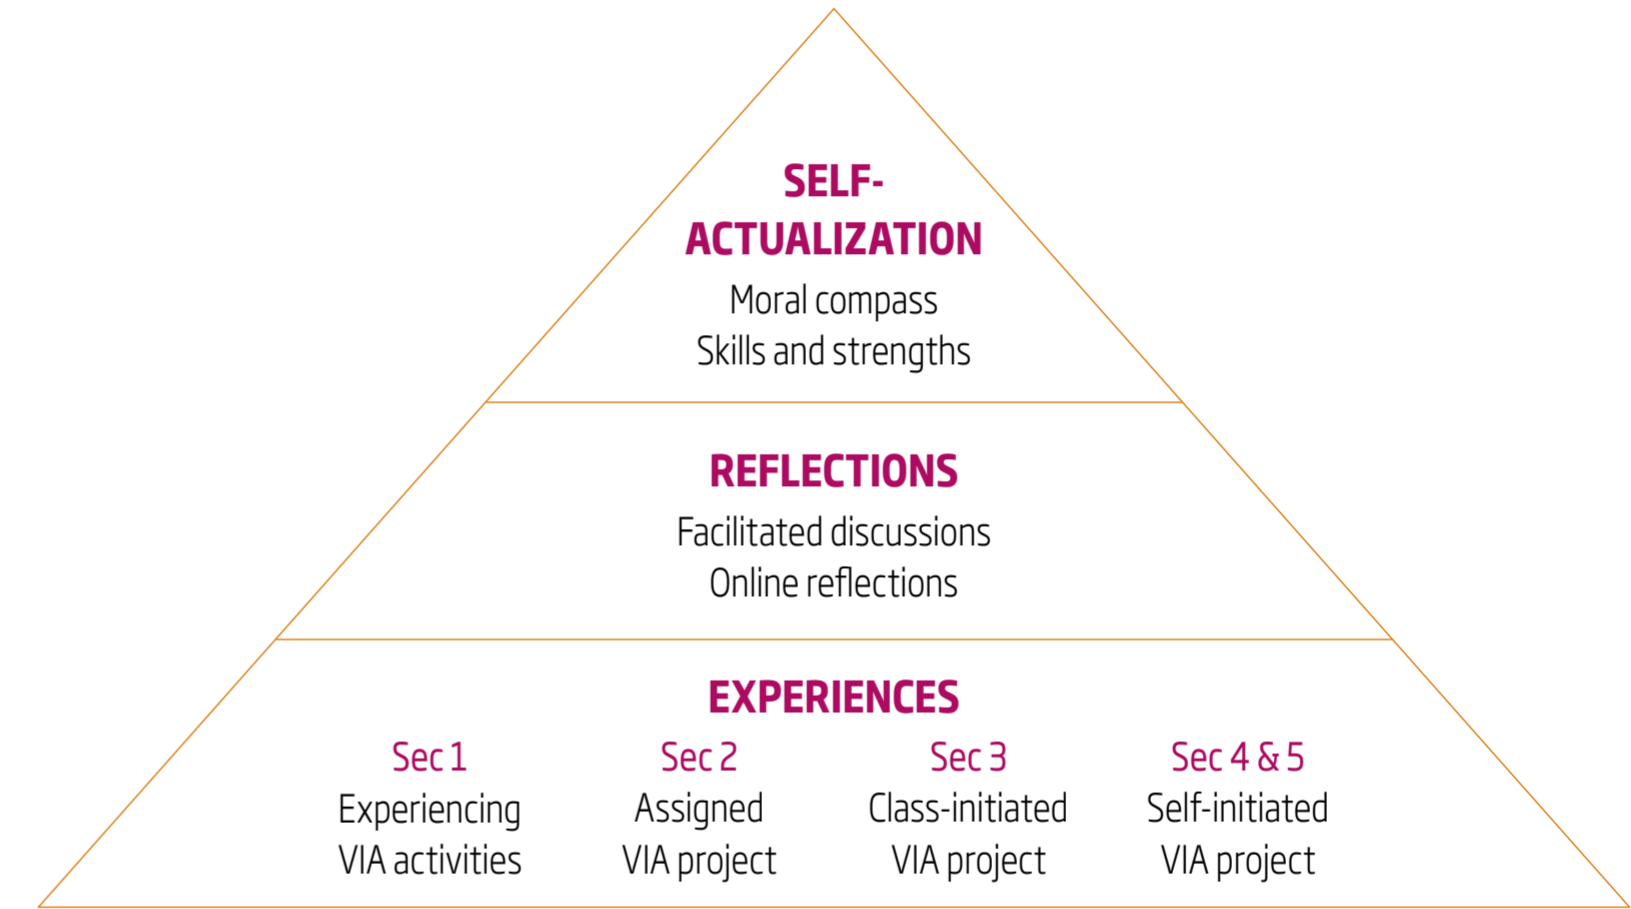 SELF-
ACTUALIZATION
Moral compass
Skills and strengths
REFLECTIONS
Facilitated discussions
Online reflections
EXPERIENCES
Sec 1
Experiencing
VIA activities
Sec 2
Assigned
VIA project
Sec 3
Class-initiated
VIA project
Sec 4 & 5
Self-initiated
VIA project